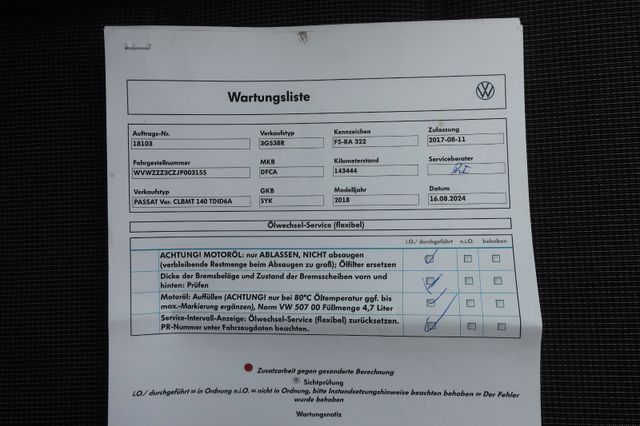 Wartungsliste
Auftrags-Nr. Verkaufstyp Kennzeichen Zulassung
18103 3G538R FS-RA 322 2017-08-11
Fahrgestellnummer MKB Kilometerstand Serviceberater
WVWZZZ3CZJP003155 DFCA 143444
Verkaufstyp GKB Modelljahr Datum
PASSAT Var. CLBMT 140 TDID6A SYK 2018 16.08.2024
Ölwechsel-Service (flexibel)
i.O./ durchgeführt n.i.O. behoben
ACHTUNG! MOTORÖL: nur ABLASSEN, NICHT absaugen
(verbleibende Restmenge beim Absaugen zu groß); Ölfilter ersetzen
Dicke der Bremsbeläge und Zustand der Bremsscheiben vorn und
hinten: Prüfen
Motoröl: Auffüllen (ACHTUNG! nur bei 80°C Öltemperatur ggf. bis
max.-Markierung ergänzen), Norm VW 507 00 Füllmenge 4,7 Liter
Service-Intervall-Anzeige: Ölwechsel-Service (flexibel) zurücksetzen.
PR-Nummer unter Fahrzeugdaten beachten.
Zusatzarbeit gegen gesonderte Berechnung
Sichtprüfung
i.O./ durchgeführt = in Ordnung n.i.O. = nicht in Ordnung, bitte Instandsetzungshinweise beachten behoben = Der Fehler
wurde behoben
Wartungsnotiz